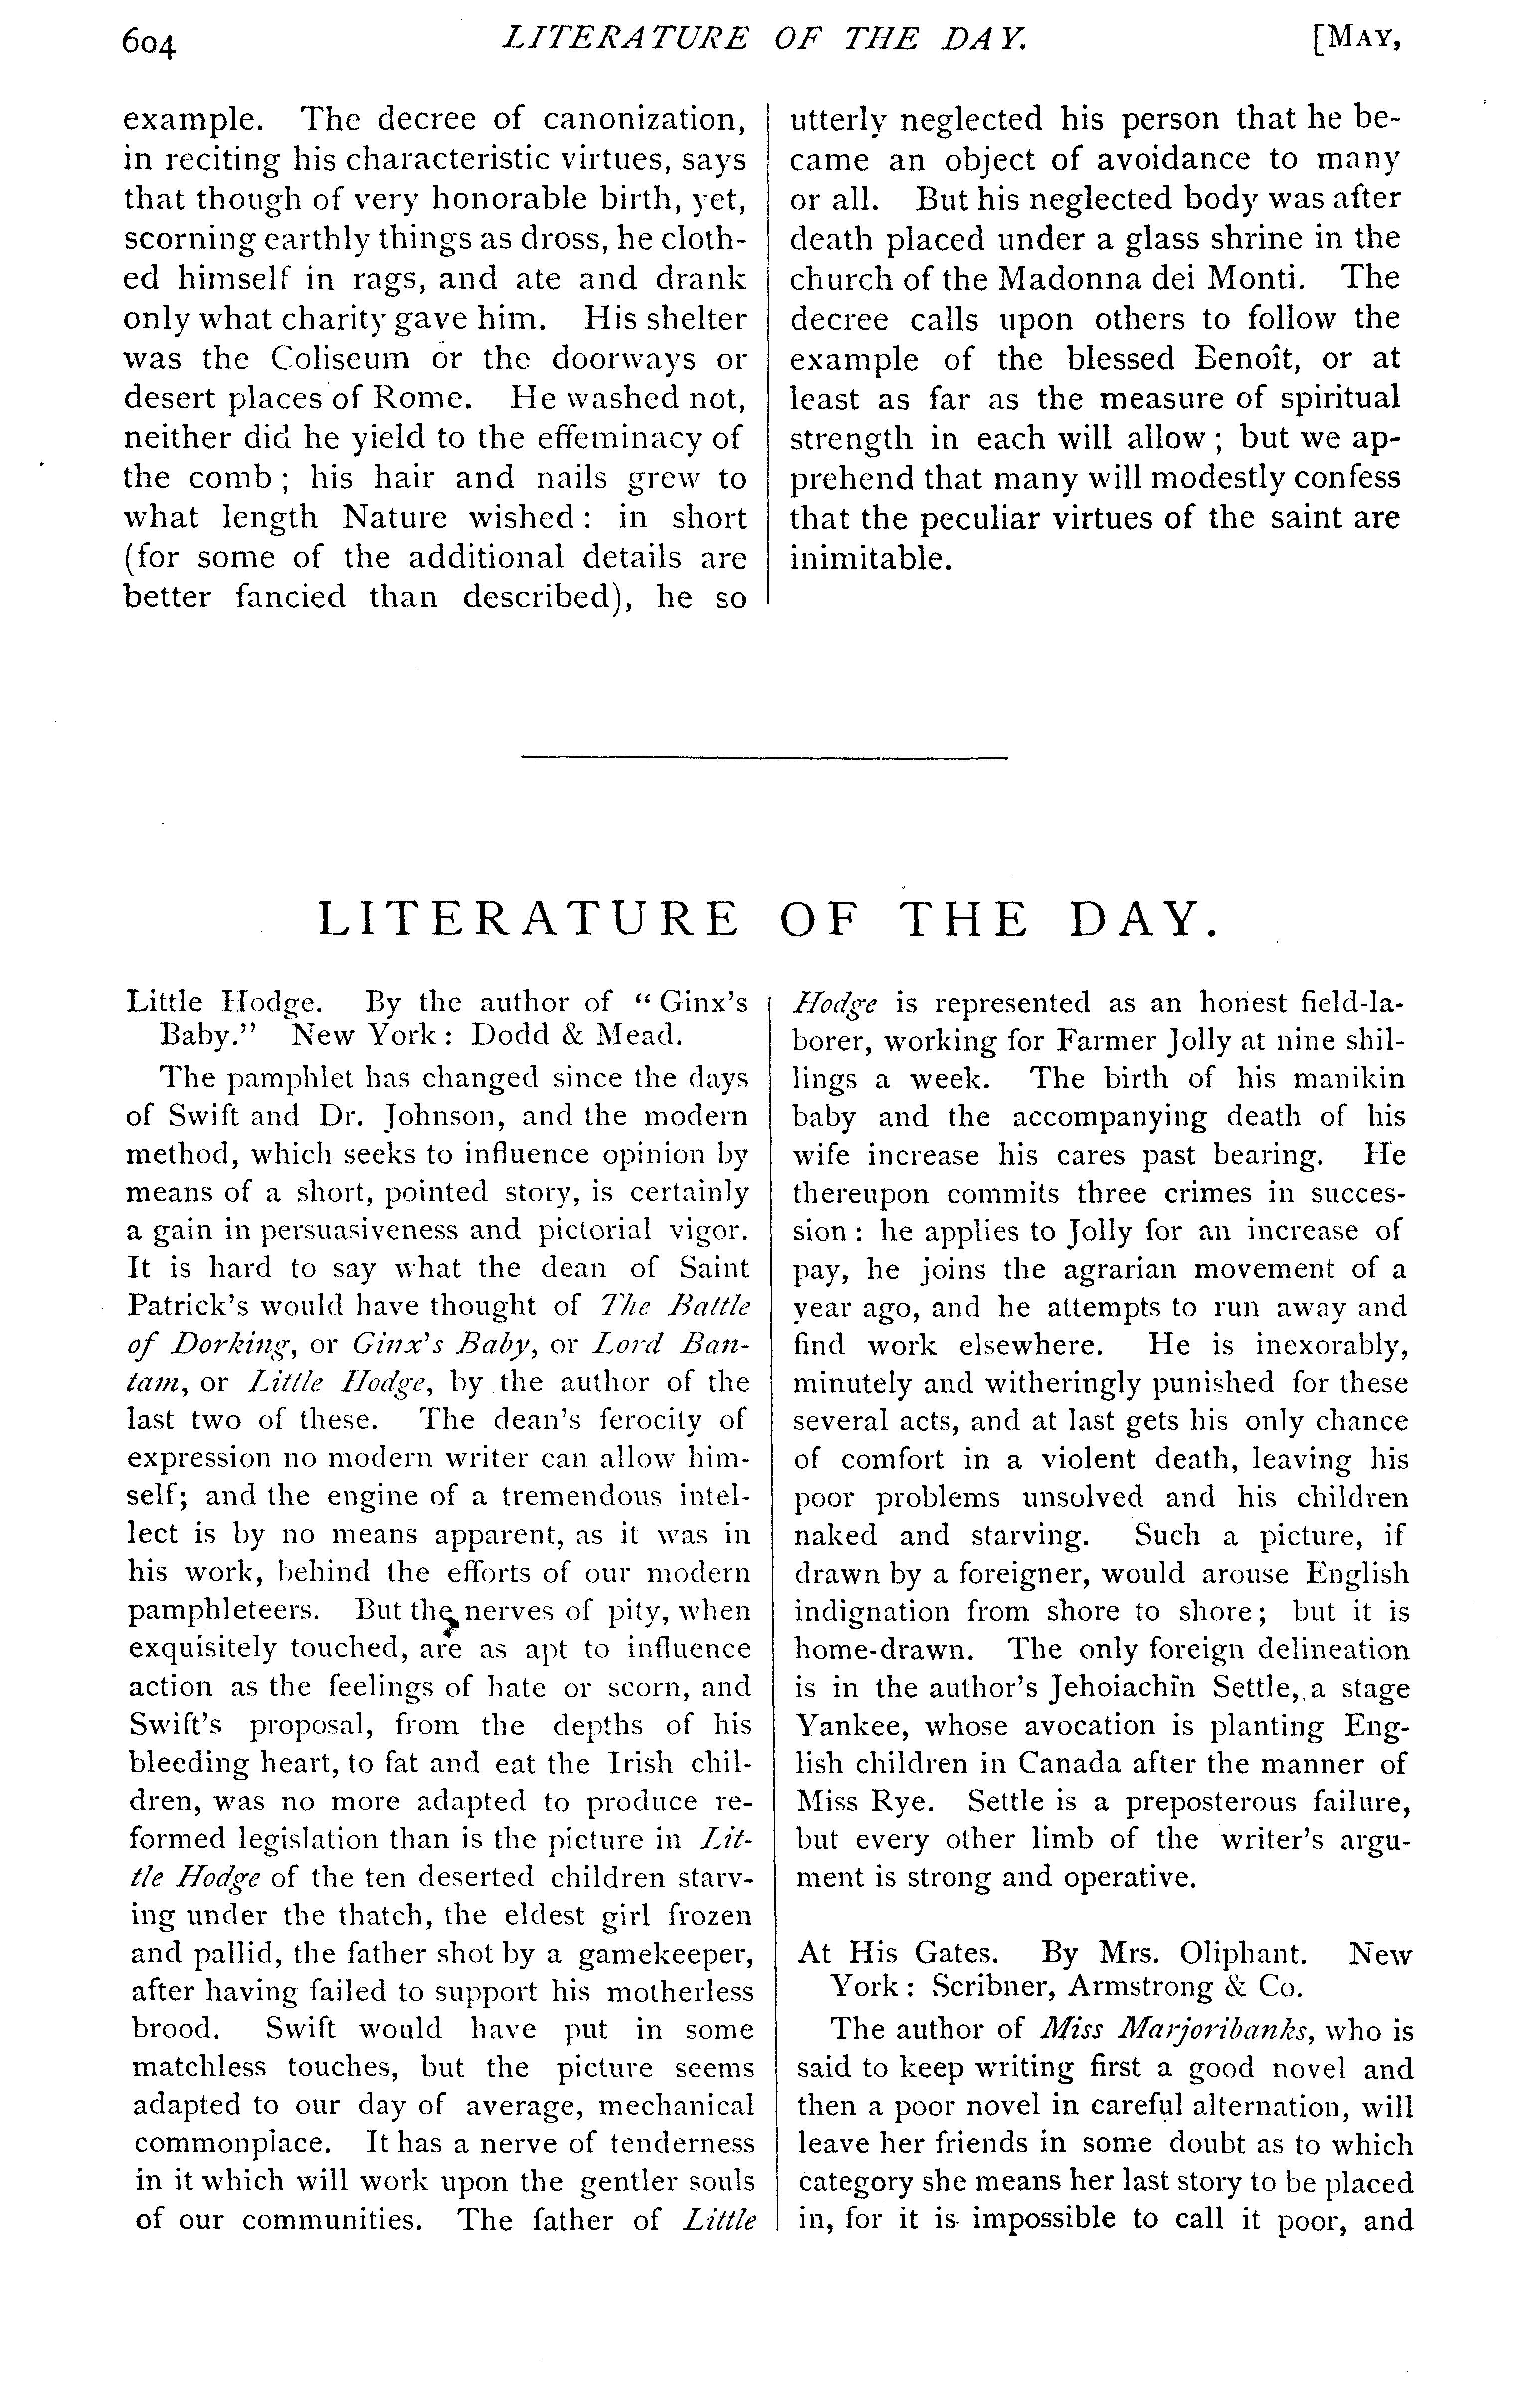 604 LITERATURE OF THE DAY. [MAY,
example. The decree of canonization,
in reciting his characteristic virtues, says
that though of very honorable birth, yet,
scorning earthly things as dross, he cloth-
ed himself in rags, and ate and drank
only what charity gave him. His shelter
was the Coliseum or the doorways or
desert places of Rome. He washed not,
neither did he yield to the effeminacy of
the comb; his hair and nails grew to
what length Nature wished: in short
(for some of the additional details are
better fancied than described), he so
utterly neglected his person that he be-
came an object of avoidance to many
or all. But his neglected body was after
death placed under a glass shrine in the
church of the Madonna dei Monti. The
decree calls upon others to follow the
example of the blessed Benoît, or at
least as far as the measure of spiritual
strength in each will allow; but we ap-
prehend that many will modestly confess
that the peculiar virtues of the saint are
inimitable.
LITERATURE OF THE DAY.
Little Hodge. By the author of "Ginx's
Baby." New York: Dodd & Mead.
The pamphlet has changed since the days
of Swift and Dr. Johnson, and the modern
method, which seeks to influence opinion by
means of a short, pointed story, is certainly
a gain in persuasiveness and pictorial vigor.
It is hard to say what the dean of Saint
Patrick's would have thought of The Battle
of Dorking, or Ginx's Baby, or Lord Ban-
tam, or Little Hodge, by the author of the
last two of these. The dean's ferocity of
expression no modern writer can allow him-
self; and the engine of a tremendous intel-
lect is by no means apparent, as it was in
his work, behind the efforts of our modern
pamphleteers. But the nerves of pity, when
exquisitely touched, are as apt to influence
action as the feelings of hate or scorn, and
Swift's proposal, from the depths of his
bleeding heart, to fat and eat the Irish chil-
dren, was no more adapted to produce re-
formed legislation than is the picture in Lit-
tle Hodge of the ten deserted children starv-
ing under the thatch, the eldest girl frozen
and pallid, the father shot by a gamekeeper,
after having failed to support his motherless
brood. Swift would have put in some
matchless touches, but the picture seems
adapted to our day of average, mechanical
commonplace. It has a nerve of tenderness
in it which will work upon the gentler souls
of our communities. The father of Little
Hodge is represented as an honest field-la-
borer, working for Farmer Jolly at nine shil-
lings a week. The birth of his manikin
baby and the accompanying death of his
wife increase his cares past bearing. He
thereupon commits three crimes in succes-
sion: he applies to Jolly for an increase of
pay, he joins the agrarian movement of a
year ago, and he attempts to run away and
find work elsewhere. He is inexorably,
minutely and witheringly punished for these
several acts, and at last gets his only chance
of comfort in a violent death, leaving his
poor problems unsolved and his children
naked and starving. Such a picture, if
drawn by a foreigner, would arouse English
indignation from shore to shore; but it is
home-drawn. The only foreign delineation
is in the author's Jehoiachin Settle, a stage
Yankee, whose avocation is planting Eng-
lish children in Canada after the manner of
Miss Rye. Settle is a preposterous failure,
but every other limb of the writer's argu-
ment is strong and operative.
At His Gates. By Mrs. Oliphant. New
York: Scribner, Armstrong & Co.
The author of Miss Marjoribanks, who is
said to keep writing first a good novel and
then a poor novel in careful alternation, will
leave her friends in some doubt as to which
category she means her last story to be placed
in, for it is impossible to call it poor, and